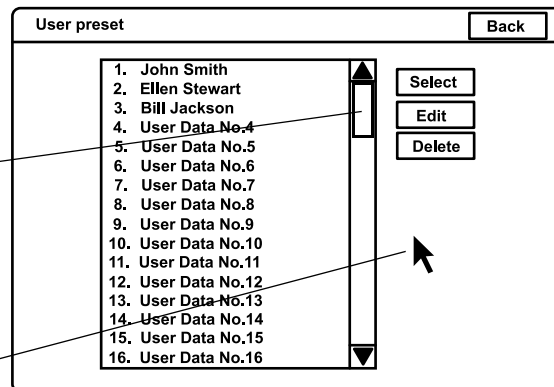 User preset
Back
1. John Smith
2. Ellen Stewart
3. Bill Jackson
4. User Data No.4
5. User Data No.5
6. User Data No.6
7. User Data No.7
8. User Data No.8
9. User Data No.9
10. User Data No.10
11. User Data No.11
12. User Data No.12
13. User Data No.13
14. User Data No.14
15. User Data No.15
16. User Data No.16
Select
Edit
Delete